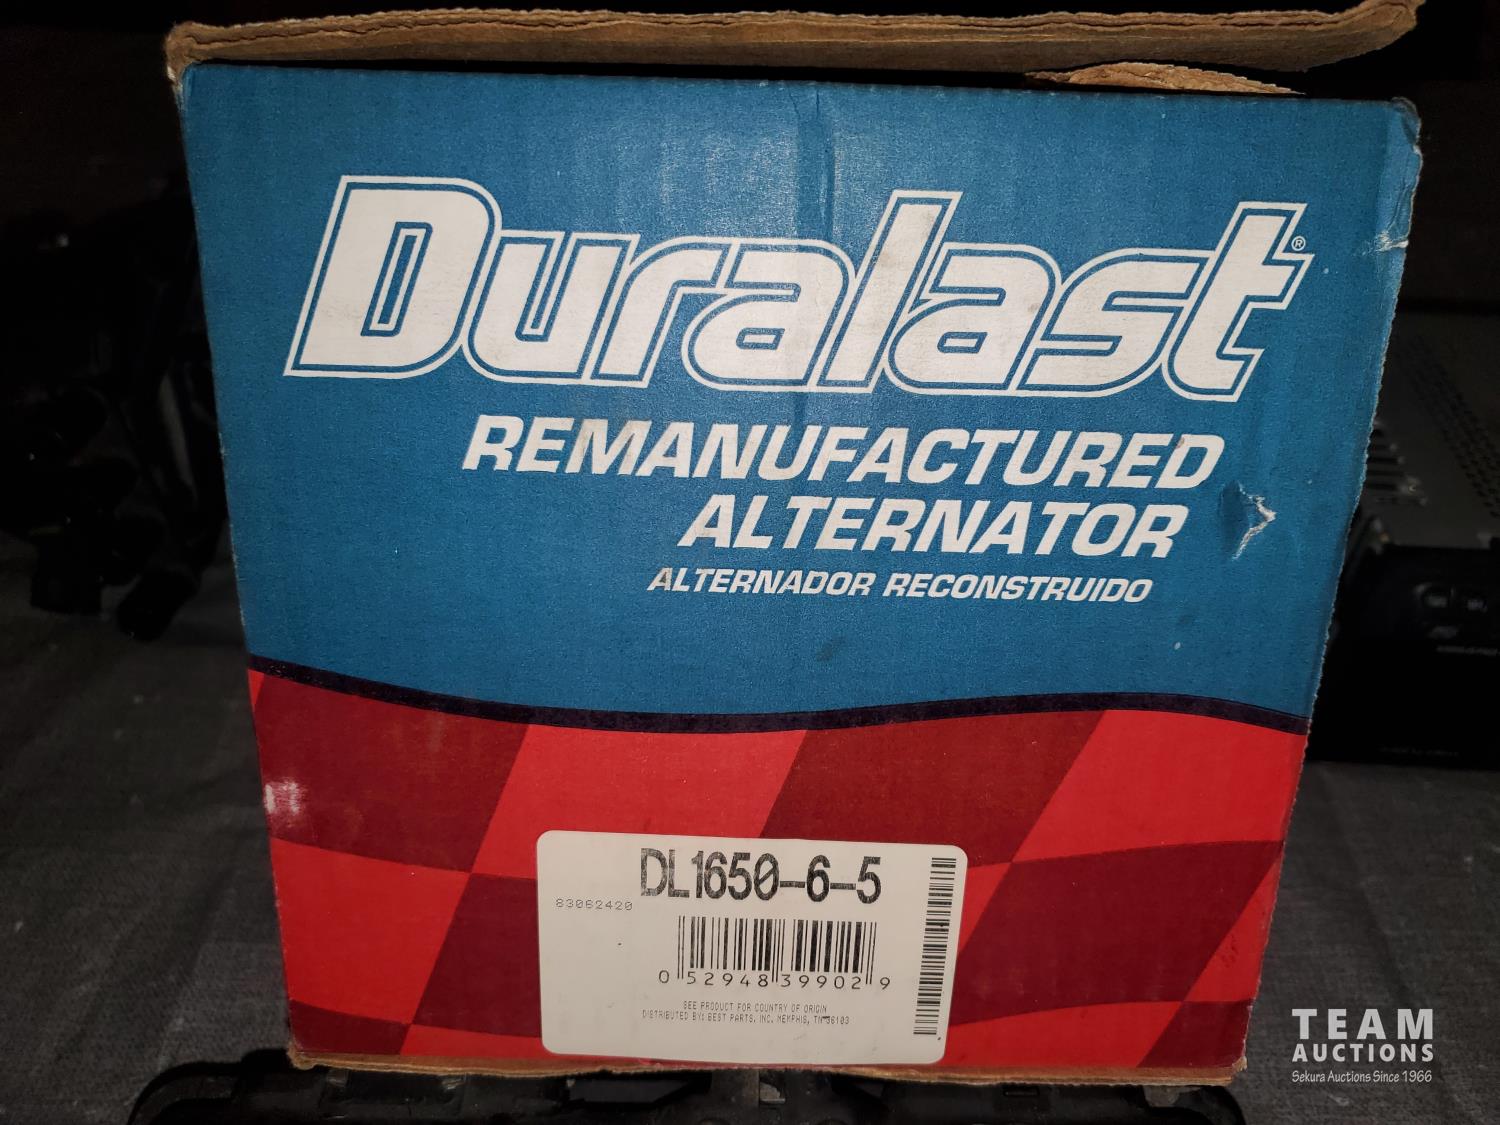 Duralast®
REMANUFACTURED
ALTERNATOR
ALTERNADOR RECONSTRUIDO
DL1650-6-5
83062420
0 52948 39902 9
SEE PRODUCT FOR COUNTRY OF ORIGIN
DISTRIBUTED BY: BEST PARTS, INC. MEMPHIS, TN 38103
TEAM
AUCTIONS
Sekura Auctions Since 1966